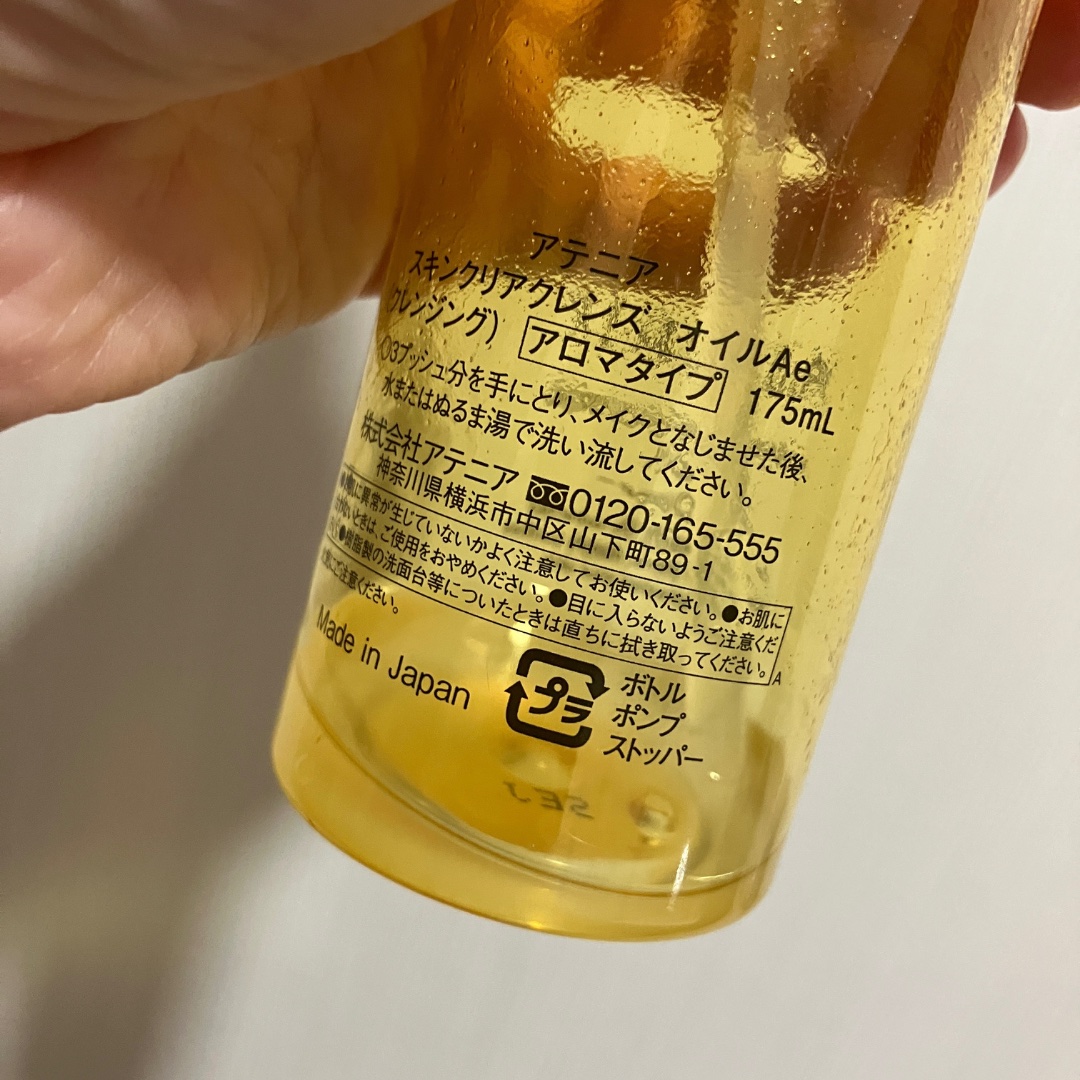 アテニア
スキンクリアクレンズ オイルAe
クレンジング) アロマタイプ 175mL
3プッシュ分を手にとり、メイクとなじませた後、
水またはぬるま湯で洗い流してください。
株式会社アテニア 0120-165-555
神奈川県横浜市中区山下町89-1
に異常が生じていないかよく注意してお使いください。●お肌に
ときは、ご使用をおやめください。●目に入らないようご注意くだ
●樹脂製の洗面台等についたときは直ちに拭き取ってください。
ご注意ください。
A
Made in Japan
プラ
ボトル
ポンプ
ストッパー
SEJ